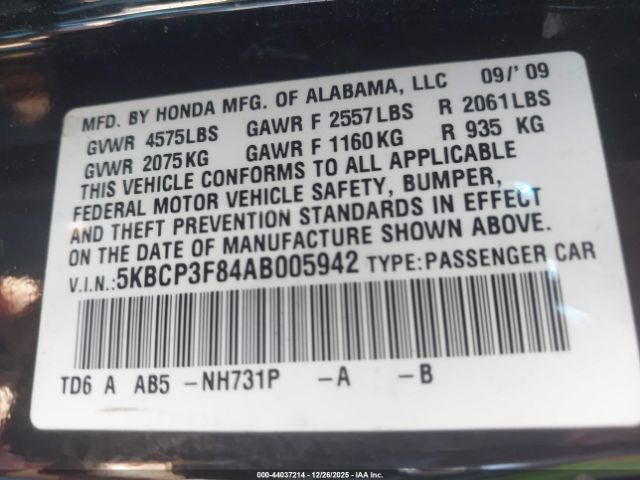 MFD. BY HONDA MFG. OF ALABAMA, LLC 09/'09
GVWR 4575LBS GAWR F 2557LBS R 2061LBS
GVWR 2075KG GAWR F 1160KG R 935 KG
THIS VEHICLE CONFORMS TO ALL APPLICABLE
FEDERAL MOTOR VEHICLE SAFETY, BUMPER,
AND THEFT PREVENTION STANDARDS IN EFFECT
ON THE DATE OF MANUFACTURE SHOWN ABOVE.
V.I.N.:5KBCP3F84AB005942 TYPE:PASSENGER CAR
TD6 A AB5 -NH731P -A -B
000-44037214 - 12/26/2025 - IAA Inc.